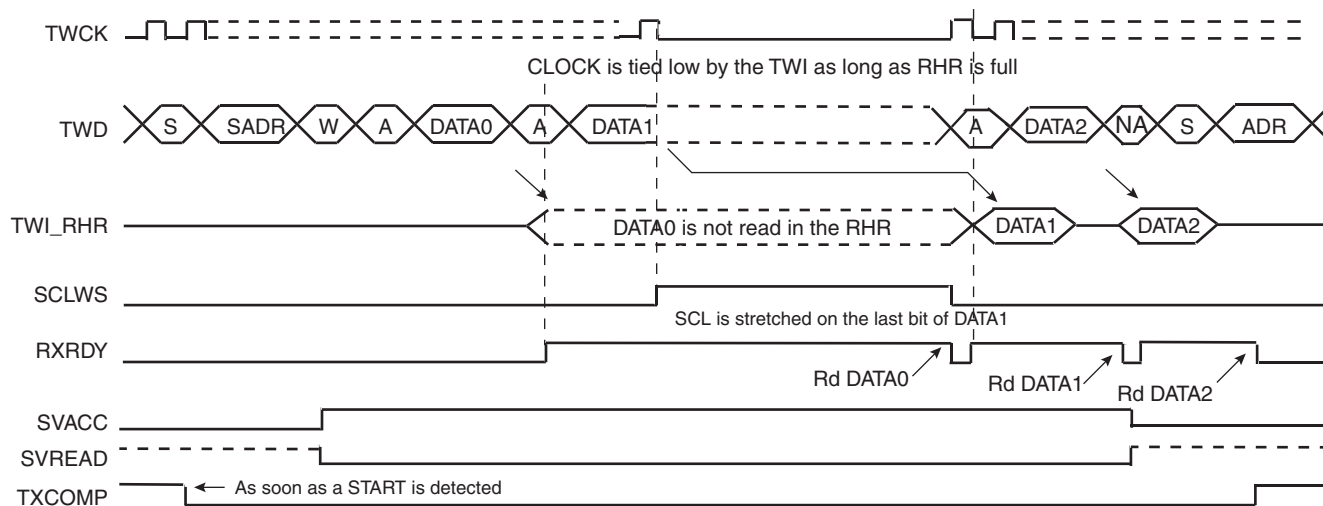 TWCK
CLOCK is tied low by the TWI as long as RHR is full
TWD S SADR W A DATA0 A DATA1 A DATA2 NA S ADR
TWI_RHR DATA0 is not read in the RHR DATA1 DATA2
SCLWS
SCL is stretched on the last bit of DATA1
RXRDY
Rd DATA0 Rd DATA1 Rd DATA2
SVACC
SVREAD
TXCOMP As soon as a START is detected